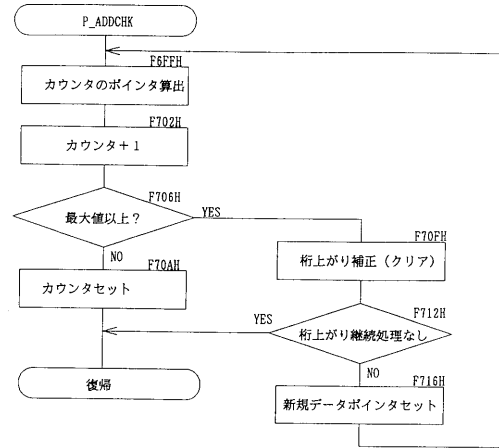 P_ADDCHK
F6FFH
カウンタのポインタ算出
F702H
カウンタ+1
F706H
最大値以上?
YES
NO
F70AH
カウンタセット
F70FH
桁上がり補正(クリア)
F712H
桁上がり継続処理なし
YES
NO
F716H
新規データポインタセット
復帰